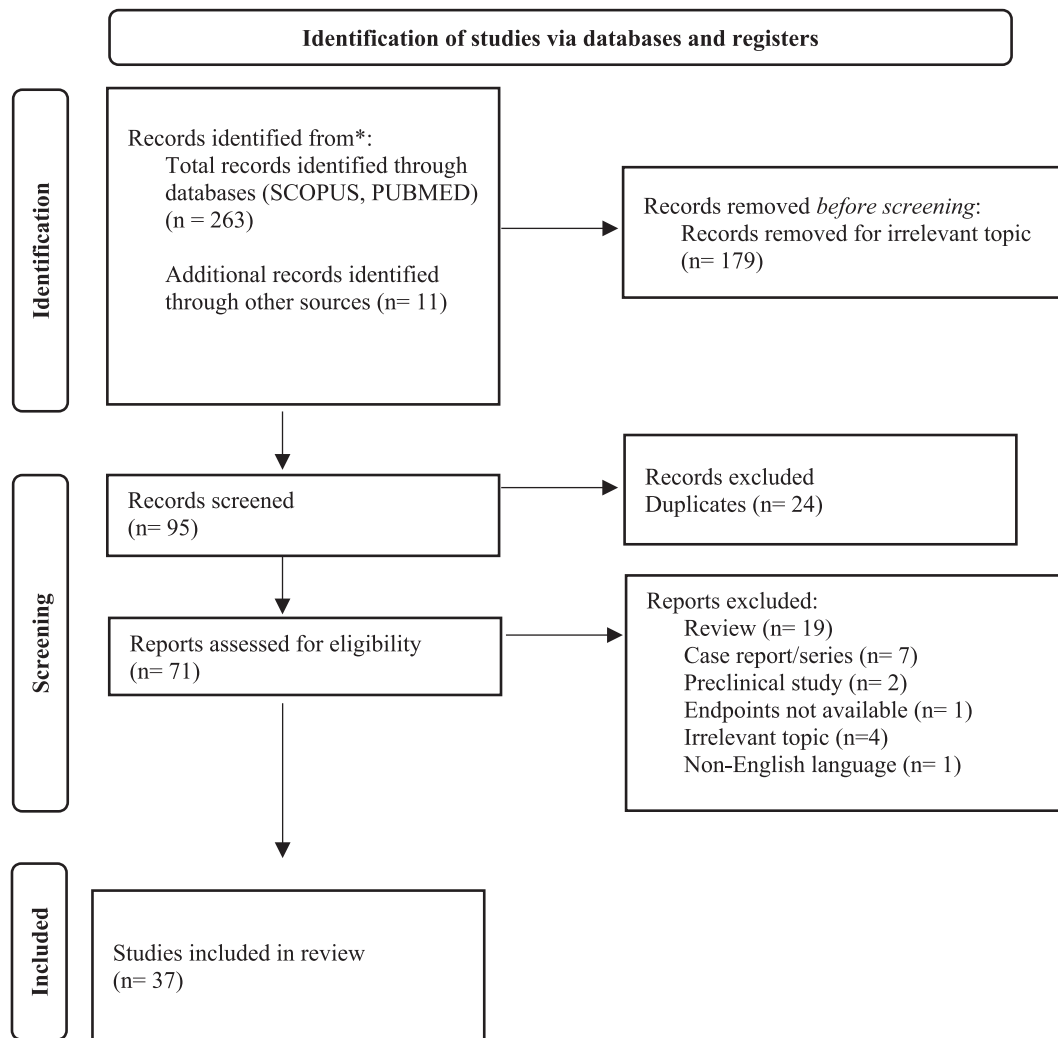 Identification of studies via databases and registers
Identification
Records identified from*:
Total records identified through
databases (SCOPUS, PUBMED)
(n = 263)
Additional records identified
through other sources (n= 11)
Records removed before screening:
Records removed for irrelevant topic
(n= 179)
Screening
Records screened
(n= 95)
Records excluded
Duplicates (n= 24)
Reports assessed for eligibility
(n= 71)
Reports excluded:
Review (n= 19)
Case report/series (n= 7)
Preclinical study (n= 2)
Endpoints not available (n= 1)
Irrelevant topic (n=4)
Non-English language (n= 1)
Included
Studies included in review
(n= 37)